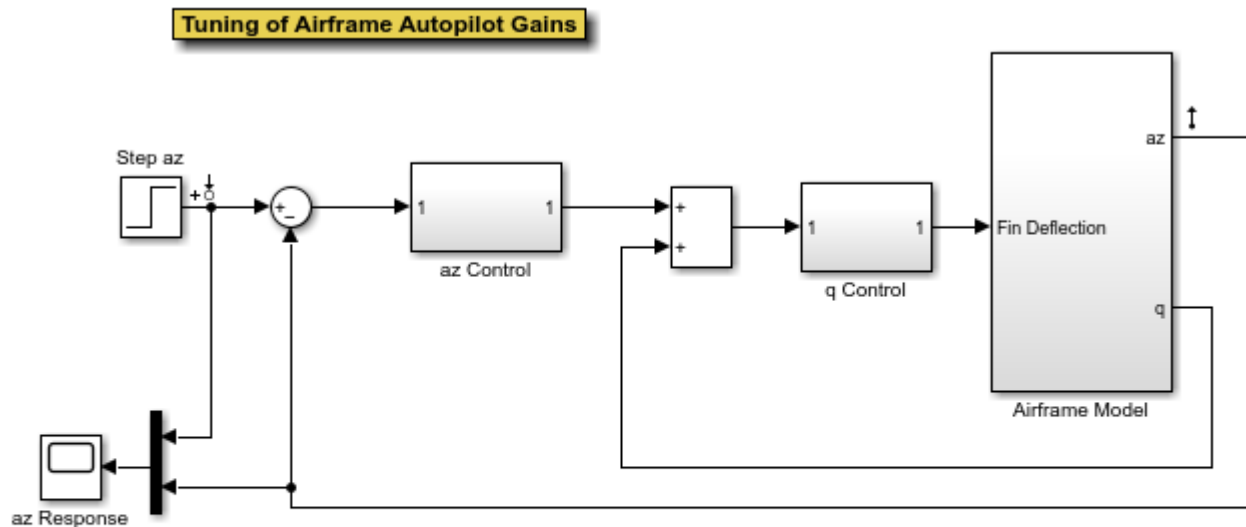 Tuning of Airframe Autopilot Gains
Step az
+
+
−
1
1
az Control
+
+
1
1
q Control
Fin Deflection
az
q
Airframe Model
az Response